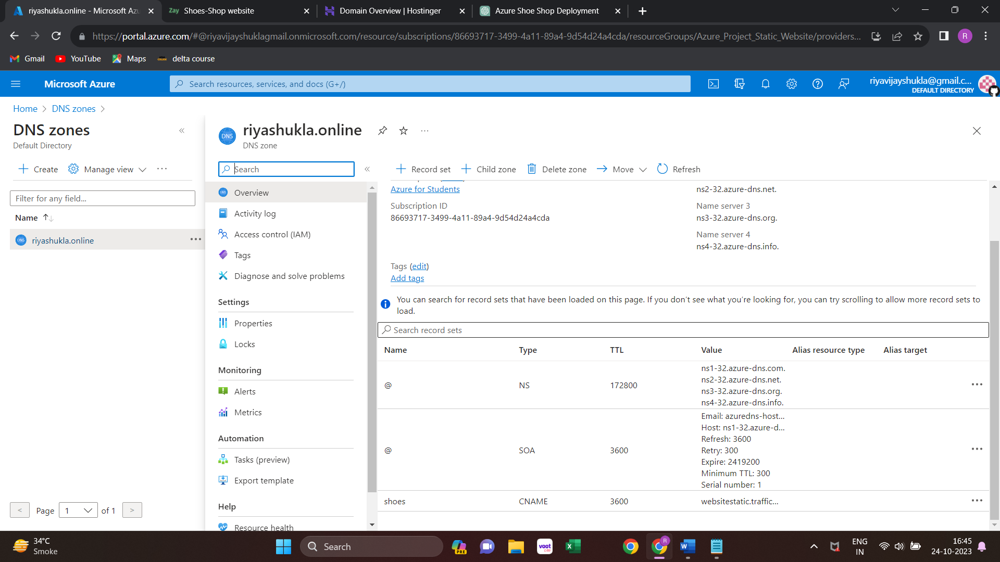 riyashukla.online - Microsoft Azu
Zay Shoes-Shop website
Domain Overview | Hostinger
Azure Shoe Shop Deployment
https://portal.azure.com/#@riyavijayshuklagmail.onmicrosoft.com/resource/subscriptions/86693717-3499-4a11-89a4-9d54d24a4cda/resourceGroups/Azure_Project_Static_Website/providers...
R
Gmail
YouTube
Maps
delta course
Microsoft Azure
Search resources, services, and docs (G+/)
riyavijayshukla@gmail.c...
DEFAULT DIRECTORY
Home > DNS zones >
DNS zones
Default Directory
Create
Manage view
Filter for any field...
Name
DNS riyashukla.online
< Page 1 of 1 >
DNS riyashukla.online
DNS zone
Search
Overview
Activity log
Access control (IAM)
Tags
Diagnose and solve problems
Settings
Properties
Locks
Monitoring
Alerts
Metrics
Automation
Tasks (preview)
Export template
Help
Resource health
Record set
Child zone
Delete zone
Move
Refresh
Azure for Students
Subscription ID
86693717-3499-4a11-89a4-9d54d24a4cda
ns2-32.azure-dns.net.
Name server 3
ns3-32.azure-dns.org.
Name server 4
ns4-32.azure-dns.info.
Tags (edit)
Add tags
You can search for record sets that have been loaded on this page. If you don't see what you're looking for, you can try scrolling to allow more record sets to
load.
Search record sets
Name Type TTL Value Alias resource type Alias target
@ NS 172800
ns1-32.azure-dns.com.
ns2-32.azure-dns.net.
ns3-32.azure-dns.org.
ns4-32.azure-dns.info.
@ SOA 3600
Email: azuredns-host...
Host: ns1-32.azure-d...
Refresh: 3600
Retry: 300
Expire: 2419200
Minimum TTL: 300
Serial number: 1
shoes CNAME 3600 websitestatic.traffic...
34°C
Smoke
Search
PRE
voot
R
ENG
IN
16:45
24-10-2023